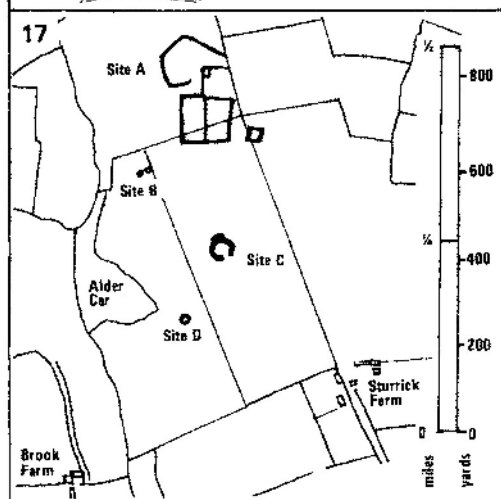 17
Site A
Site B
Site C
Alder
Car
Site D
Sturrick
Farm
Brook
Farm
½
¼
0
miles
800
600
400
200
0
yards